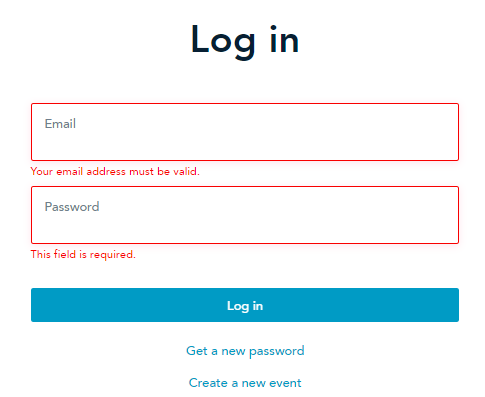 Log in
Email
Your email address must be valid.
Password
This field is required.
Log in
Get a new password
Create a new event